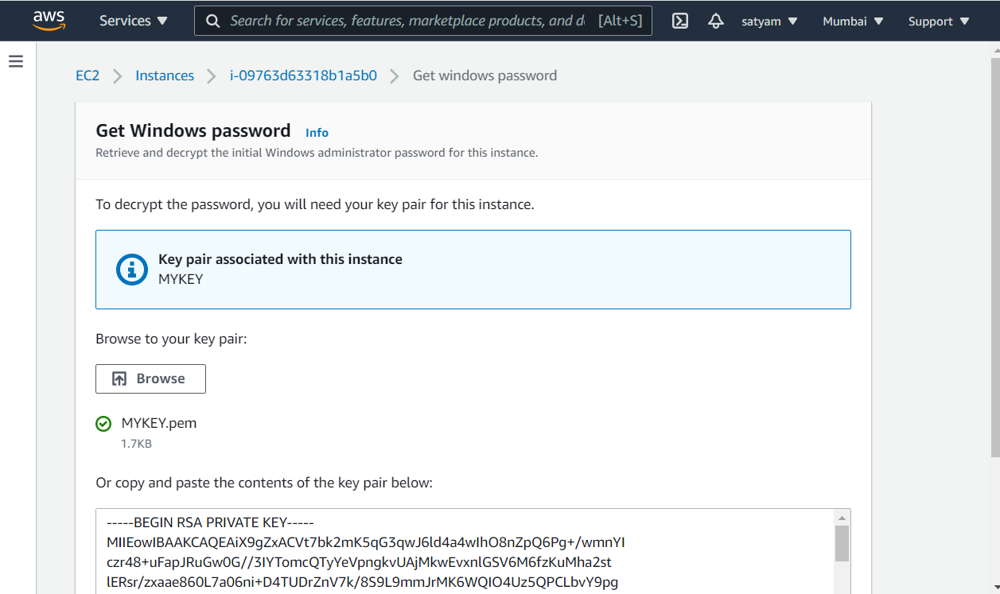 aws Services Search for services, features, marketplace products, and d [Alt+S] satyam Mumbai Support
EC2 Instances i-09763d63318b1a5b0 Get windows password
Get Windows password Info
Retrieve and decrypt the initial Windows administrator password for this instance.
To decrypt the password, you will need your key pair for this instance.
Key pair associated with this instance
MYKEY
Browse to your key pair:
Browse
MYKEY.pem
1.7KB
Or copy and paste the contents of the key pair below:
-----BEGIN RSA PRIVATE KEY-----
MIIEowIBAAKCAQEAiX9gZxACVt7bk2mK5qG3qwJ6ld4a4wIhO8nZpQ6Pg+/wmnYI
czr48+uFapJRuGw0G//3IYTomcQTyYeVpngkvUAjMkwEvxnlGSV6M6fzKuMha2st
lERsr/zxaae860L7a06ni+D4TUDrZnV7k/8S9L9mmJrMK6WQIO4Uz5QPCLbvY9pg